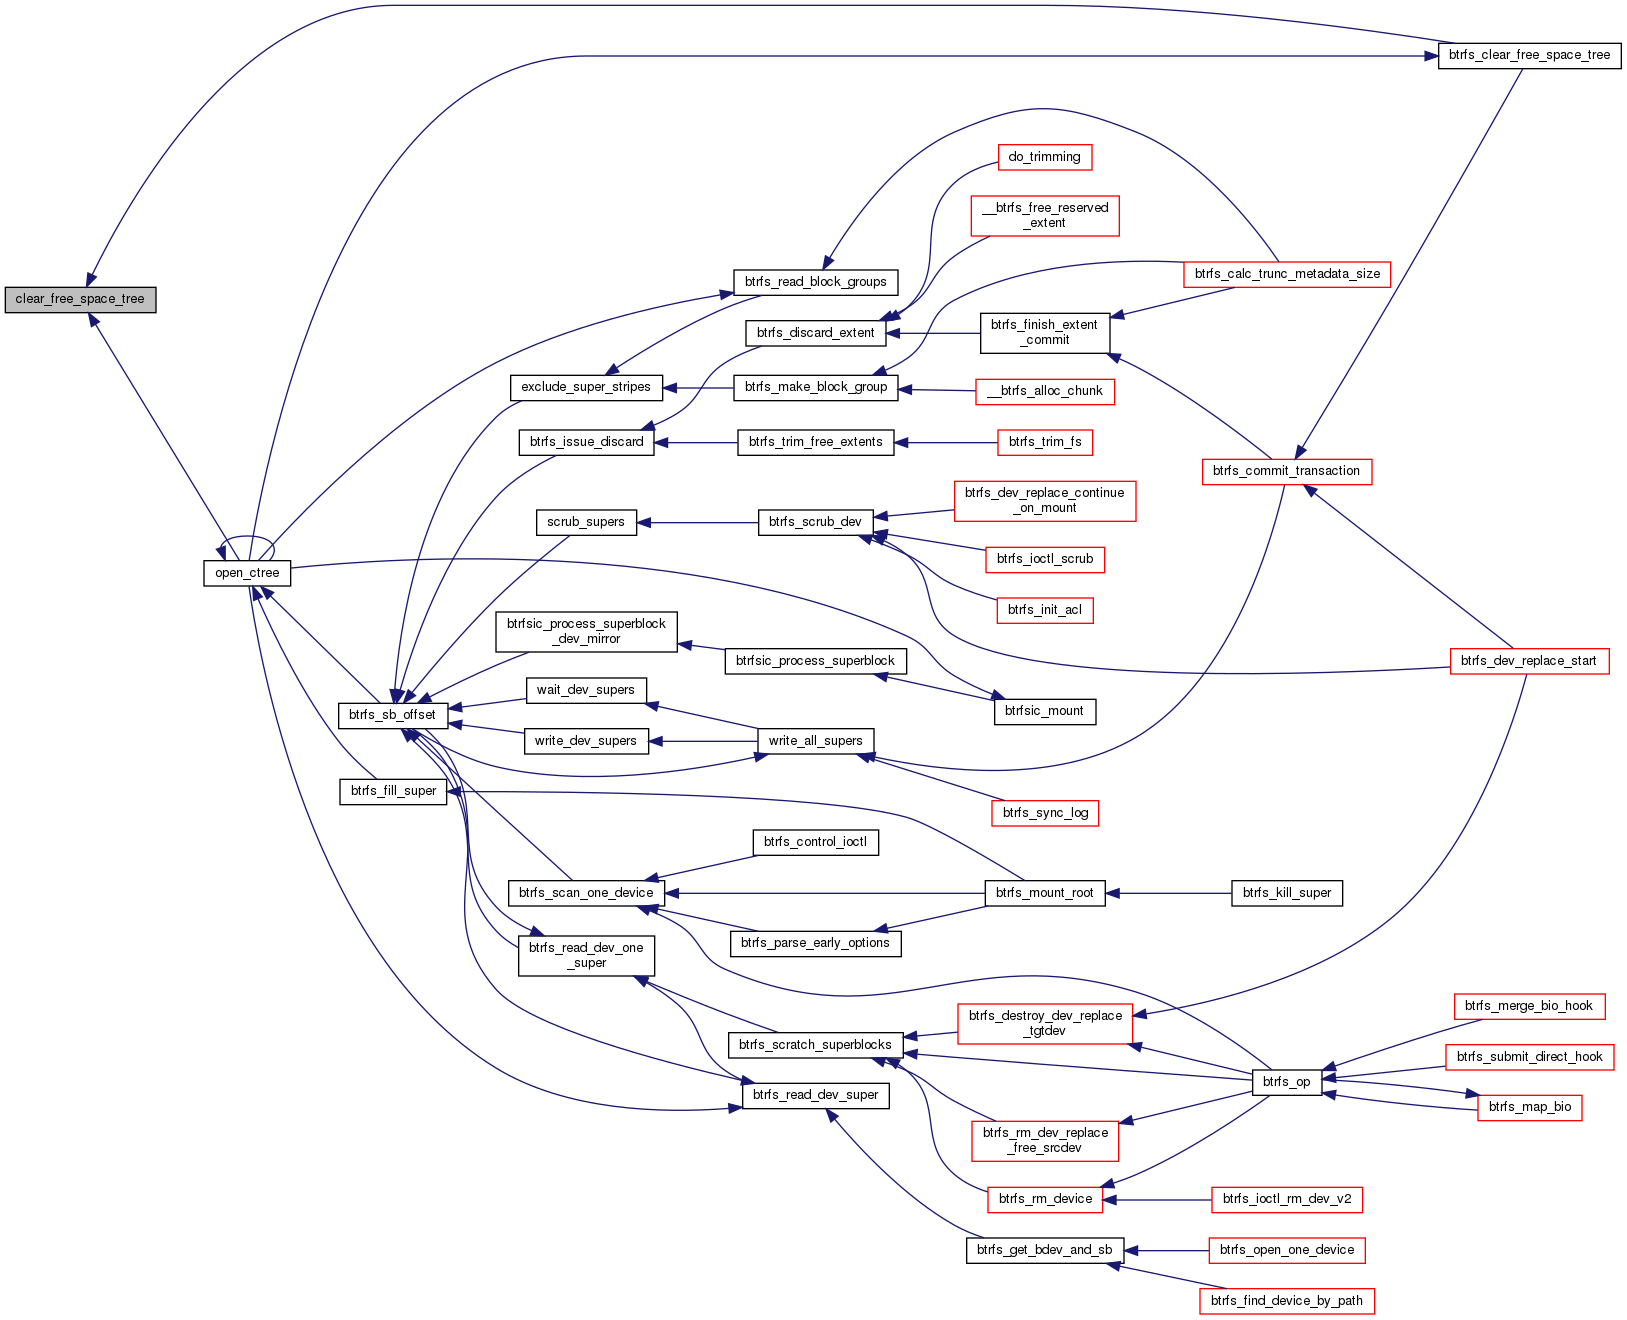 btrfs_clear_free_space_tree
do_trimming
__btrfs_free_reserved
_extent
btrfs_calc_trunc_metadata_size
btrfs_read_block_groups
clear_free_space_tree
btrfs_discard_extent
btrfs_finish_extent
_commit
exclude_super_stripes
btrfs_make_block_group
__btrfs_alloc_chunk
btrfs_issue_discard
btrfs_trim_free_extents
btrfs_trim_fs
btrfs_commit_transaction
btrfs_dev_replace_continue
_on_mount
scrub_supers
btrfs_scrub_dev
btrfs_ioctl_scrub
open_ctree
btrfs_init_acl
btrfsic_process_superblock
_dev_mirror
btrfsic_process_superblock
btrfs_dev_replace_start
wait_dev_supers
btrfs_sb_offset
btrfsic_mount
write_dev_supers
write_all_supers
btrfs_fill_super
btrfs_sync_log
btrfs_control_ioctl
btrfs_scan_one_device
btrfs_mount_root
btrfs_kill_super
btrfs_parse_early_options
btrfs_read_dev_one
_super
btrfs_merge_bio_hook
btrfs_destroy_dev_replace
_tgtdev
btrfs_scratch_superblocks
btrfs_submit_direct_hook
btrfs_op
btrfs_read_dev_super
btrfs_map_bio
btrfs_rm_dev_replace
_free_srcdev
btrfs_rm_device
btrfs_ioctl_rm_dev_v2
btrfs_get_bdev_and_sb
btrfs_open_one_device
btrfs_find_device_by_path